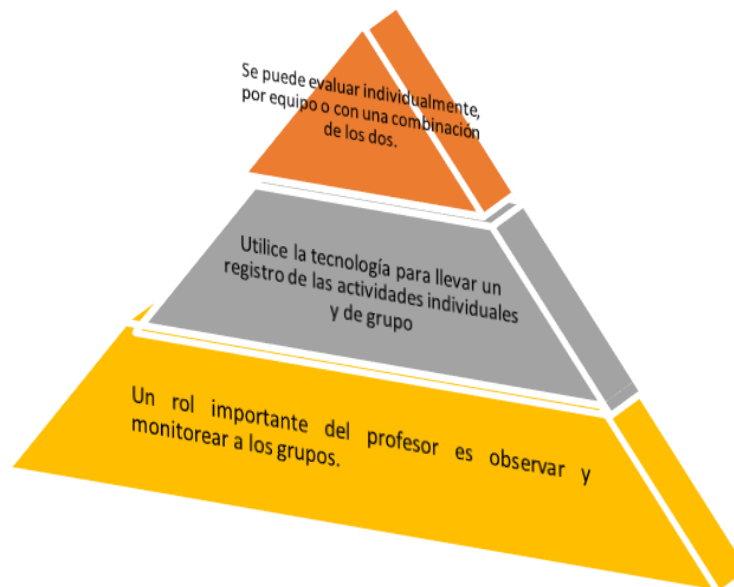 Se puede evaluar individualmente,
por equipo o con una combinación
de los dos.
Utilice la tecnología para llevar un
registro de las actividades individuales
y de grupo
Un rol importante del profesor es observar y
monitorear a los grupos.